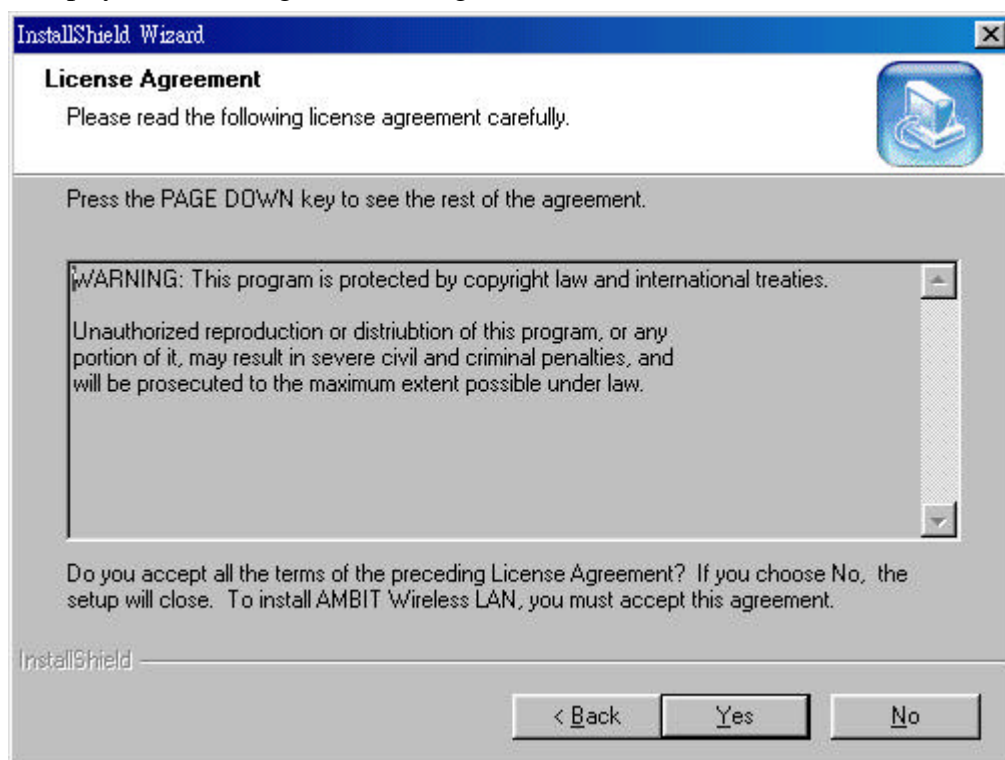 InstallShield Wizard
License Agreement
Please read the following license agreement carefully.
Press the PAGE DOWN key to see the rest of the agreement.
WARNING: This program is protected by copyright law and international treaties.
Unauthorized reproduction or distriubtion of this program, or any
portion of it, may result in severe civil and criminal penalties, and
will be prosecuted to the maximum extent possible under law.
Do you accept all the terms of the preceding License Agreement? If you choose No, the
setup will close. To install AMBIT Wireless LAN, you must accept this agreement.
InstallShield
< Back Yes No